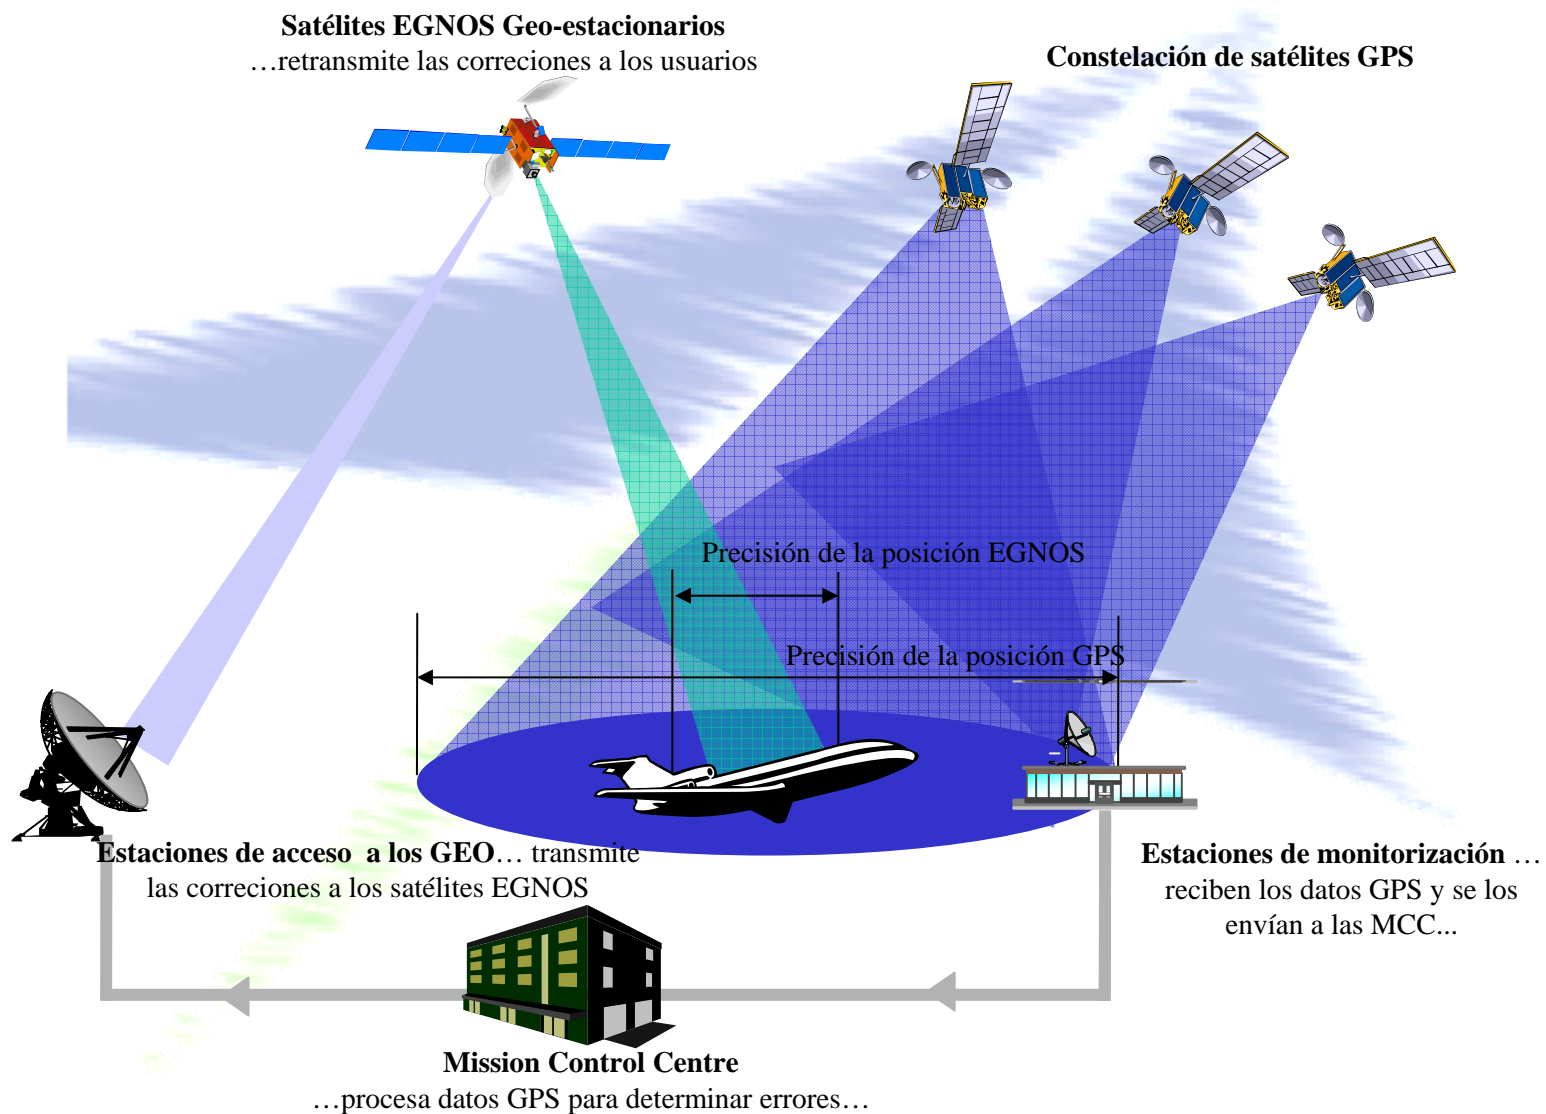 Satélites EGNOS Geo-estacionarios
…retransmite las correciones a los usuarios
Constelación de satélites GPS
Precisión de la posición EGNOS
Precisión de la posición GPS
Estaciones de acceso a los GEO… transmite
las correciones a los satélites EGNOS
Estaciones de monitorización …
reciben los datos GPS y se los
envían a las MCC...
Mission Control Centre
…procesa datos GPS para determinar errores…